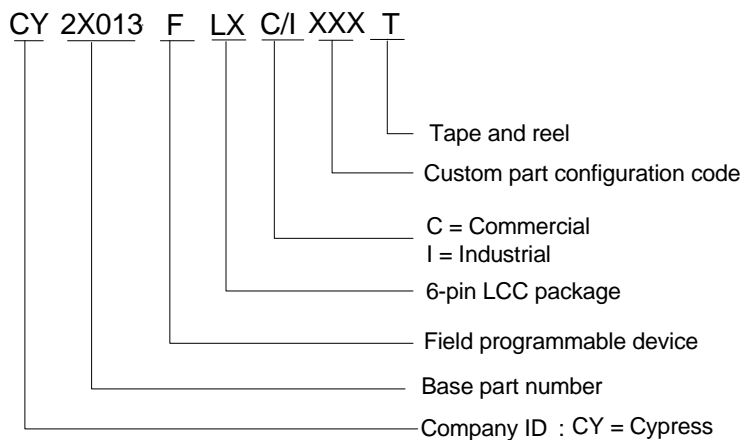 CY 2X013 F LX C/I XXX T
Tape and reel
Custom part configuration code
C = Commercial
I = Industrial
6-pin LCC package
Field programmable device
Base part number
Company ID : CY = Cypress